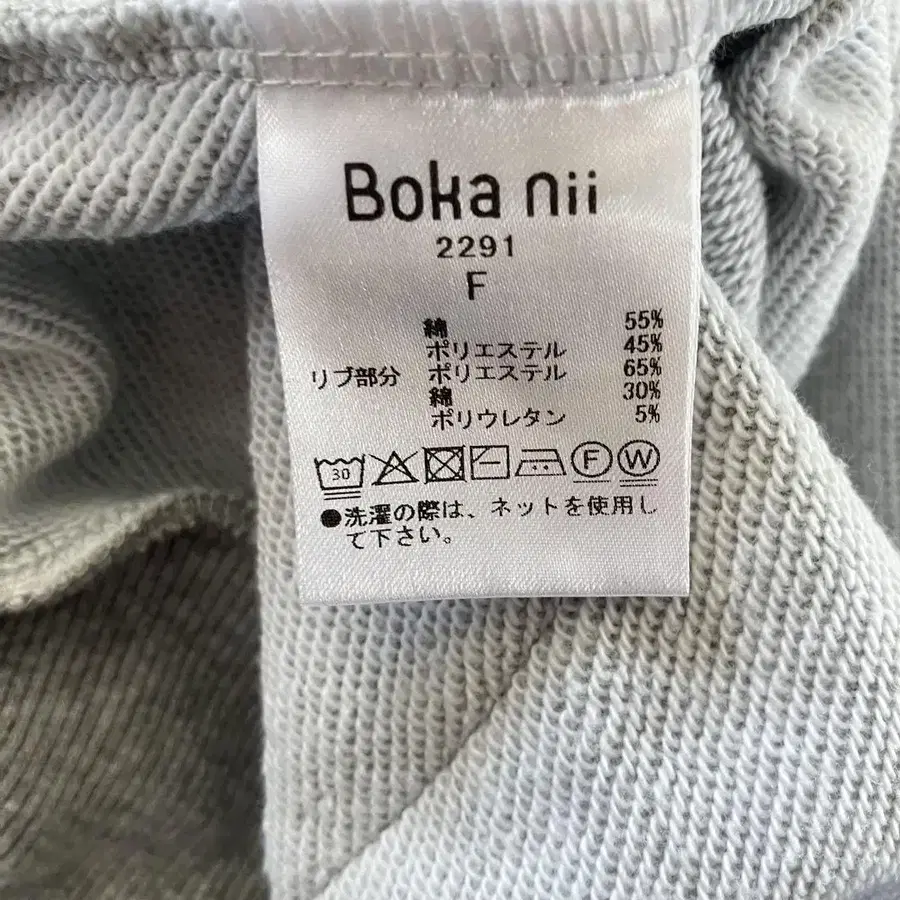 Boka nii
2291
F
綿 55%
ポリエステル 45%
リブ部分 ポリエステル 65%
綿 30%
ポリウレタン 5%
30 F W
●洗濯の際は、ネットを使用し
て下さい。